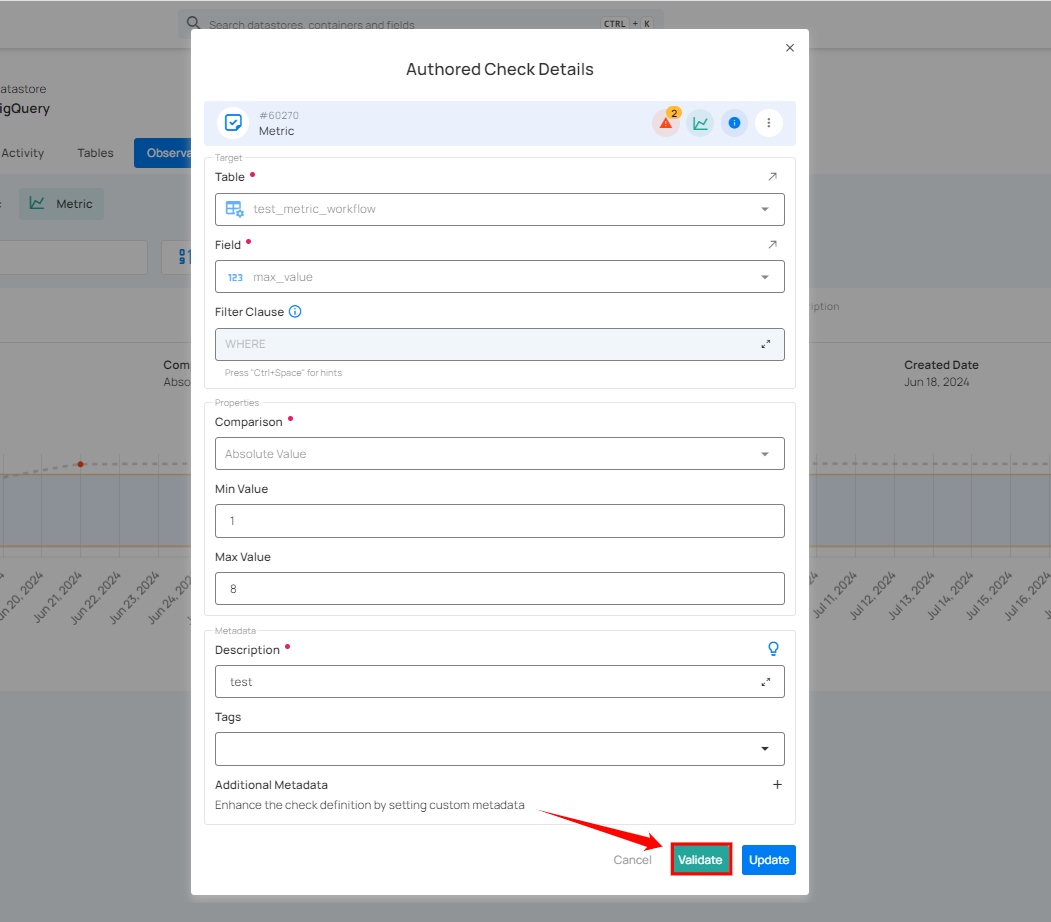 Search datastores, containers and fields CTRL + K
Authored Check Details
#60270
Metric
2
Target
Table
test_metric_workflow
Field
123 max_value
Filter Clause
WHERE
Press "Ctrl+Space" for hints
Properties
Comparison
Absolute Value
Min Value
1
Max Value
8
Metadata
Description
test
Tags
Additional Metadata
Enhance the check definition by setting custom metadata
Cancel Validate Update
atastore
igQuery
Activity Tables Observa
Metric
Com
Abso
iption
Created Date
Jun 18, 2024
un 20, 2024
Jun 21, 2024
Jun 22, 2024
Jun 23, 2024
Jun 24, 202
Jul 11, 2024
Jul 12, 2024
Jul 13, 2024
Jul 14, 2024
Jul 15, 2024
Jul 16, 2024